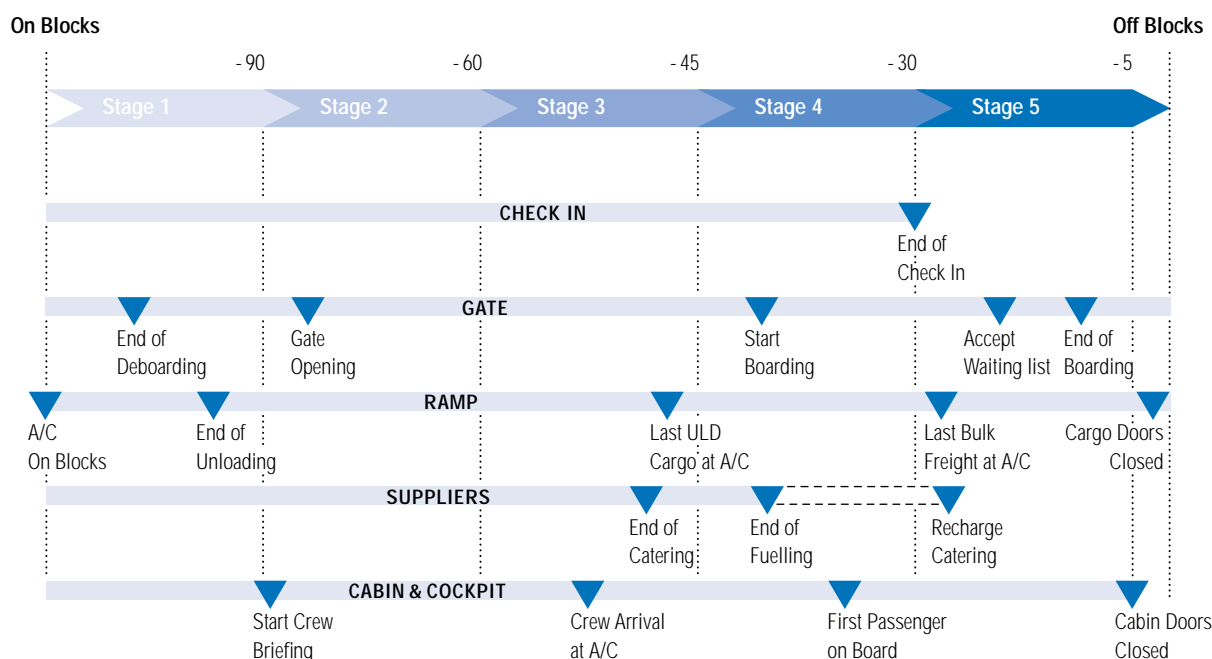 On Blocks
Off Blocks
- 90
- 60
- 45
- 30
- 5
Stage 1
Stage 2
Stage 3
Stage 4
Stage 5
CHECK IN
End of
Check In
GATE
End of
Deboarding
Gate
Opening
Start
Boarding
Accept
Waiting list
End of
Boarding
RAMP
A/C
On Blocks
End of
Unloading
Last ULD
Cargo at A/C
Last Bulk
Freight at A/C
Cargo Doors
Closed
SUPPLIERS
End of
Catering
End of
Fuelling
Recharge
Catering
CABIN & COCKPIT
Start Crew
Briefing
Crew Arrival
at A/C
First Passenger
on Board
Cabin Doors
Closed